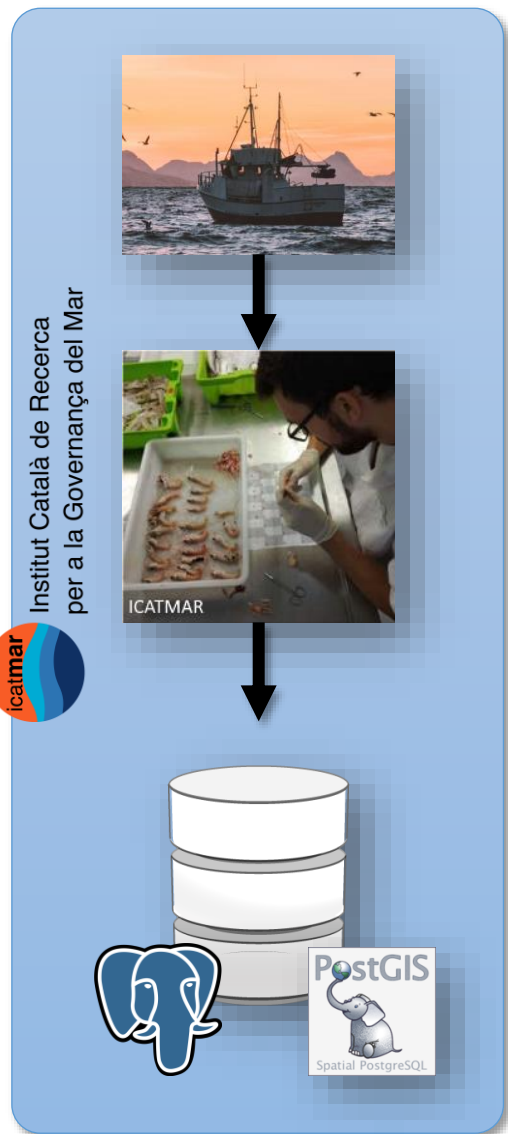 Institut Català de Recerca
per a la Governança del Mar
icatmar
ICATMAR
PostGIS
Spatial PostgreSQL